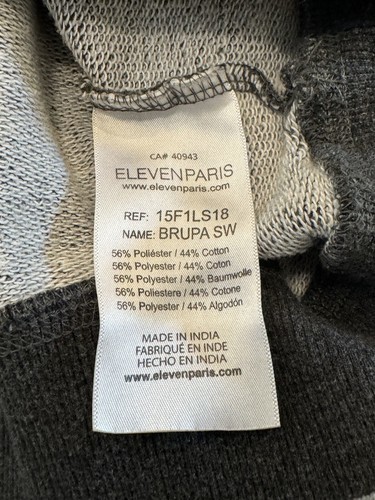 CA# 40943
ELEVENPARIS
www.elevenparis.com
REF: 15F1LS18
NAME: BRUPA SW
56% Poliéster / 44% Cotton
56% Polyester / 44% Coton
56% Polyester / 44% Baumwolle
56% Poliestere / 44% Cotone
56% Polyester / 44% Algodón
MADE IN INDIA
FABRIQUÉ EN INDE
HECHO EN INDIA
www.elevenparis.com